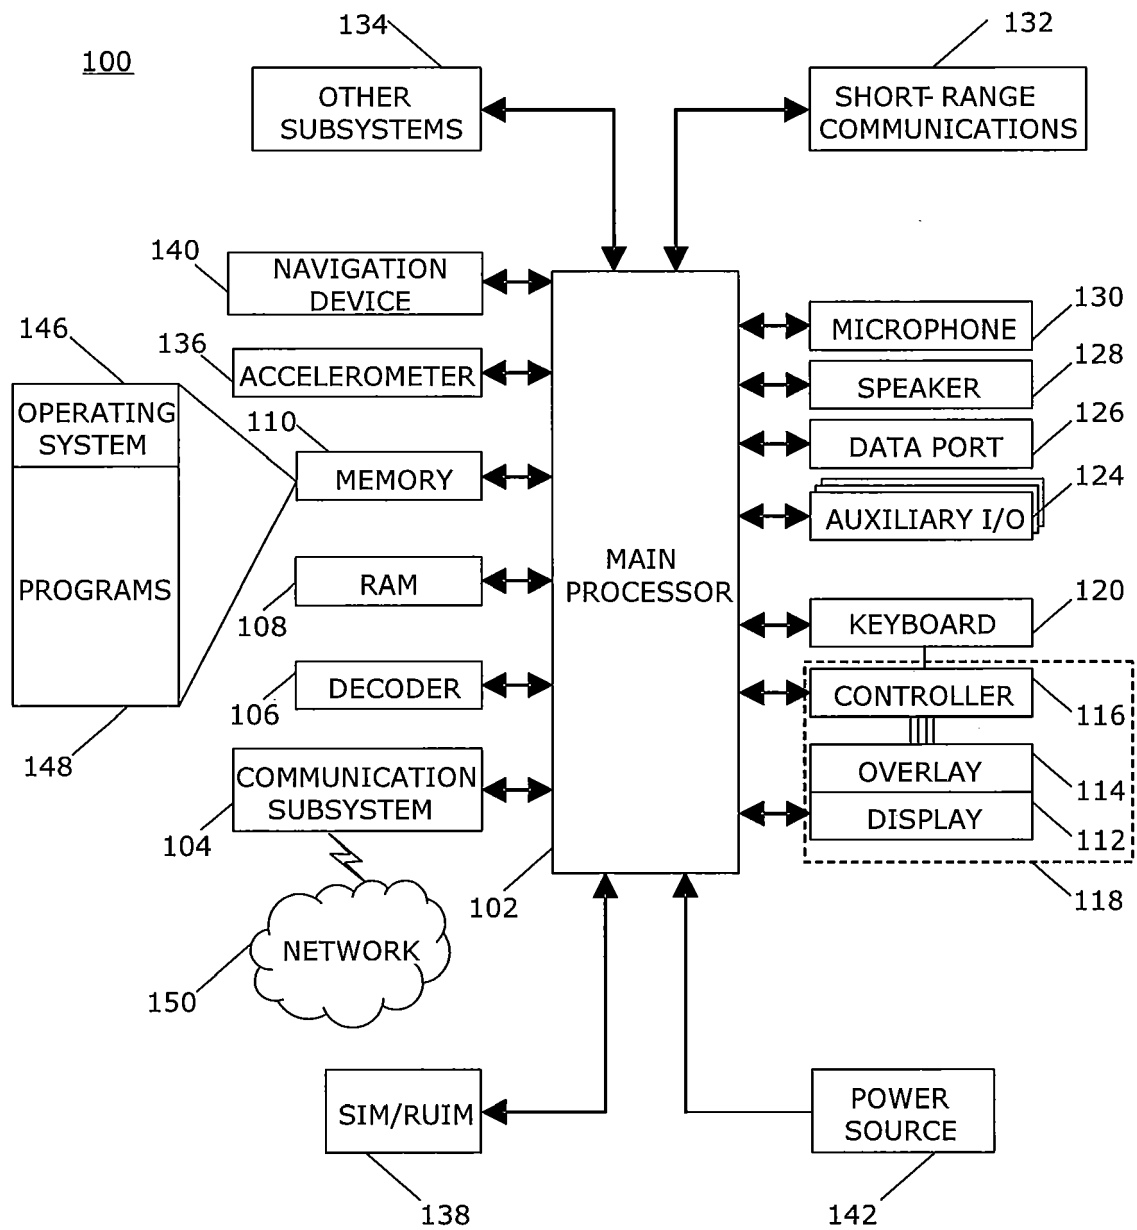 100
134
132
OTHER
SUBSYSTEMS
SHORT-RANGE
COMMUNICATIONS
140
NAVIGATION
DEVICE
146
136
ACCELEROMETER
OPERATING
SYSTEM
110
MEMORY
PROGRAMS
RAM
108
DECODER
106
148
COMMUNICATION
SUBSYSTEM
104
MAIN
PROCESSOR
102
MICROPHONE
130
SPEAKER
128
DATA PORT
126
AUXILIARY I/O
124
KEYBOARD
120
CONTROLLER
116
OVERLAY
114
DISPLAY
112
118
NETWORK
150
SIM/RUIM
138
POWER
SOURCE
142